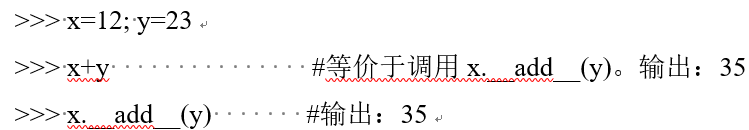 >>> x=12; y=23
>>> x+y #等价于调用 x.__add__(y)。输出：35
>>> x.__add__(y) #输出：35